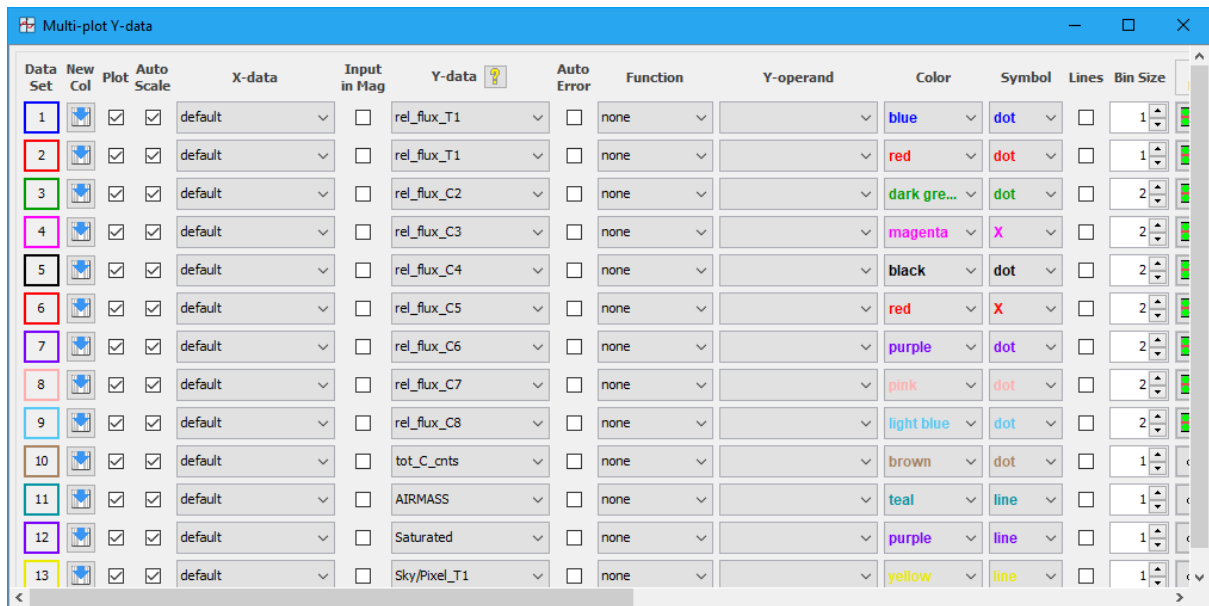 Multi-plot Y-data
Data Set New Col Plot Auto Scale X-data Input in Mag Y-data ? Auto Error Function Y-operand Color Symbol Lines Bin Size
1 default rel_flux_T1 none blue dot 1
2 default rel_flux_T1 none red dot 1
3 default rel_flux_C2 none dark gre... dot 2
4 default rel_flux_C3 none magenta X 2
5 default rel_flux_C4 none black dot 2
6 default rel_flux_C5 none red X 2
7 default rel_flux_C6 none purple dot 2
8 default rel_flux_C7 none pink dot 2
9 default rel_flux_C8 none light blue dot 2
10 default tot_C_cnts none brown dot 1
11 default AIRMASS none teal line 1
12 default Saturated none purple line 1
13 default Sky/Pixel_T1 none yellow line 1